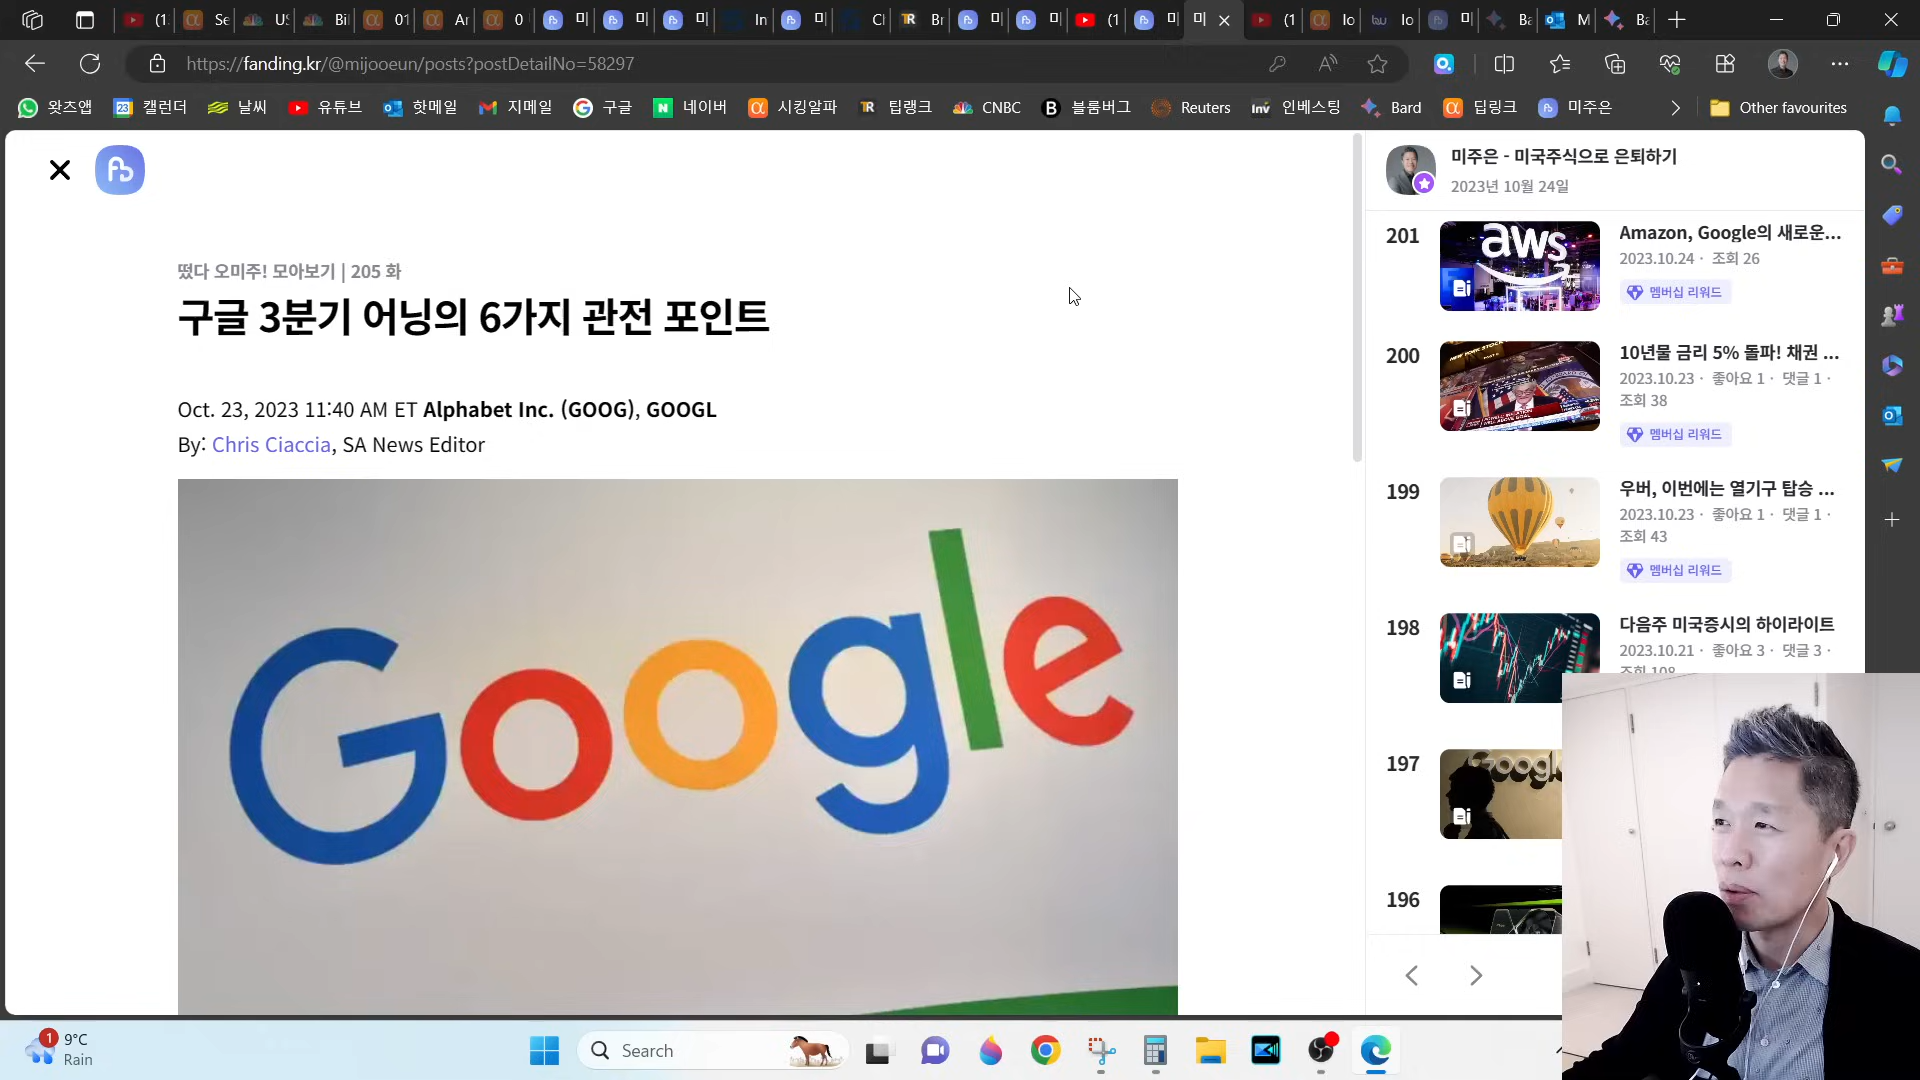 https://fanding.kr/@mijooeun/posts?postDetailNo=58297
왓츠앱
캘런더
날씨
유튜브
핫메일
지메일
구글
네이버
시킹알파
팁랭크
CNBC
블룸버그
Reuters
인베스팅
Bard
딥링크
미주은
Other favourites
떴다 오미주! 모아보기 | 205 화
구글 3분기 어닝의 6가지 관전 포인트
Oct. 23, 2023 11:40 AM ET Alphabet Inc. (GOOG), GOOGL
By: Chris Ciaccia, SA News Editor
Google
미주은 - 미국주식으로 은퇴하기
2023년 10월 24일
201
aws
Amazon, Google의 새로운...
2023.10.24 · 조회 26
멤버십 리워드
200
10년물 금리 5% 돌파! 채권 ...
2023.10.23 · 좋아요 1 · 댓글 1 ·
조회 38
멤버십 리워드
199
우버, 이번에는 열기구 탑승 ...
2023.10.23 · 좋아요 1 · 댓글 1 ·
조회 43
멤버십 리워드
198
다음주 미국증시의 하이라이트
2023.10.21 · 좋아요 3 · 댓글 3 ·
조회 108
197
196
1
9°C
Rain
Search